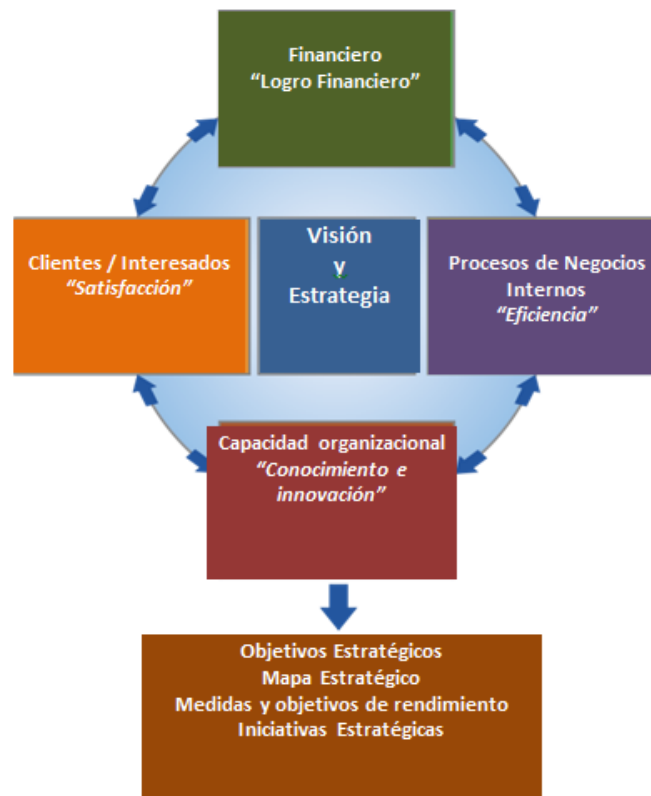 Financiero
“Logro Financiero”
Clientes / Interesados
“Satisfacción”
Visión
y
Estrategia
Procesos de Negocios
Internos
“Eficiencia”
Capacidad organizacional
“Conocimiento e
innovación”
Objetivos Estratégicos
Mapa Estratégico
Medidas y objetivos de rendimiento
Iniciativas Estratégicas